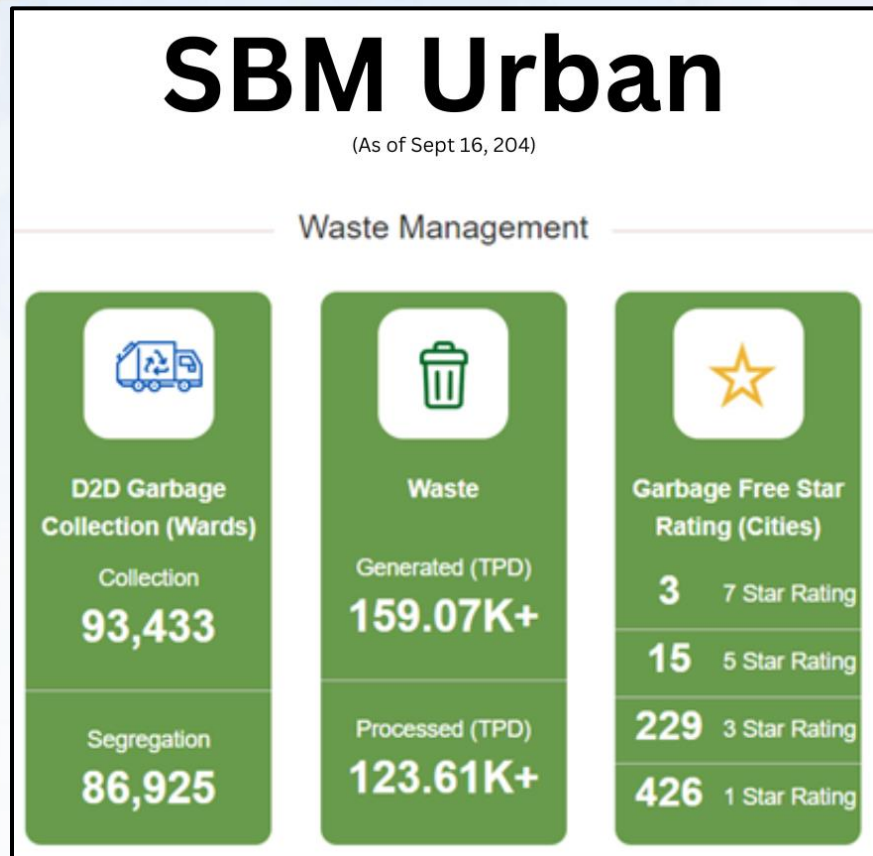 SBM Urban
(As of Sept 16, 204)
Waste Management
D2D Garbage
Collection (Wards)
Collection
93,433
Segregation
86,925
Waste
Generated (TPD)
159.07K+
Processed (TPD)
123.61K+
Garbage Free Star
Rating (Cities)
3 7 Star Rating
15 5 Star Rating
229 3 Star Rating
426 1 Star Rating